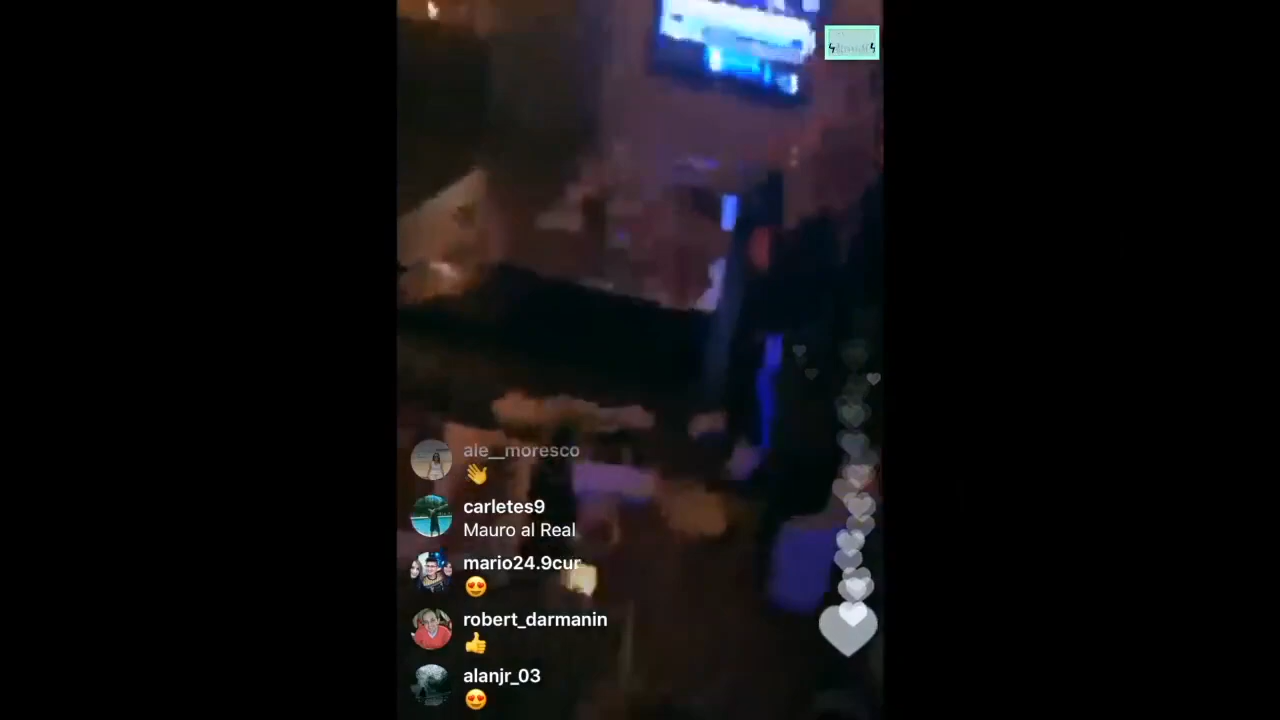 ale__moresco
👋
carletes9
Mauro al Real
mario24.9cur
😍
robert_darmanin
👍
alanjr_03
😍